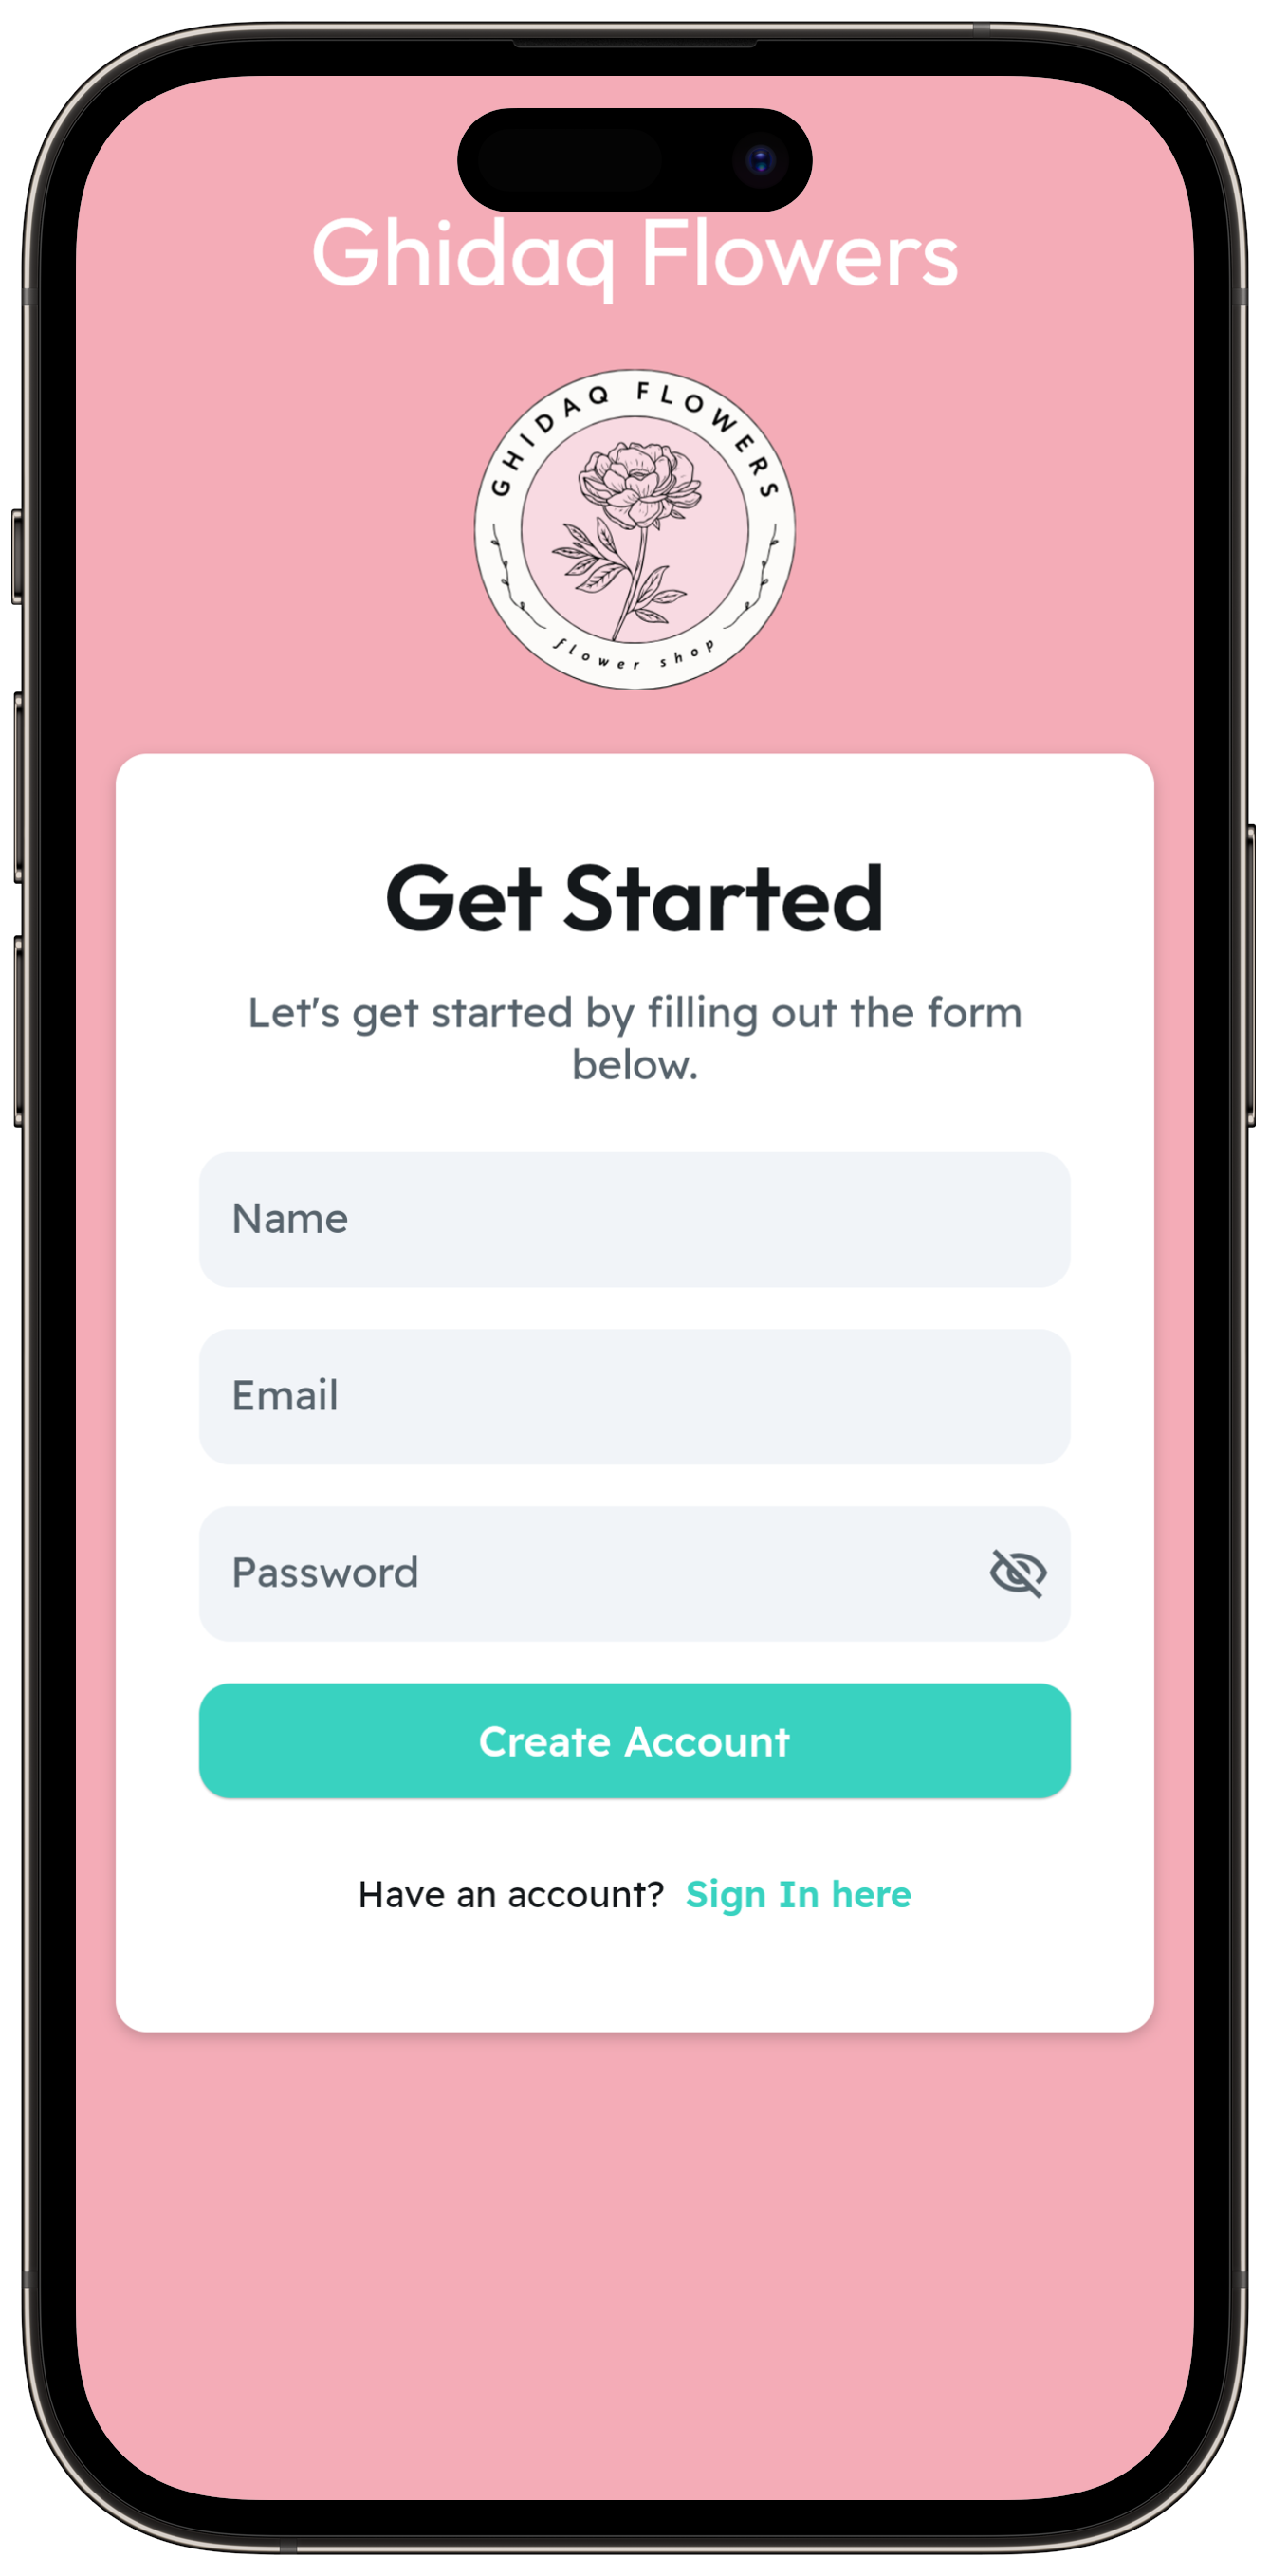 Ghidaq Flowers
GHIDAQ FLOWERS
flower shop
Get Started
Let's get started by filling out the form
below.
Name
Email
Password
Create Account
Have an account? Sign In here